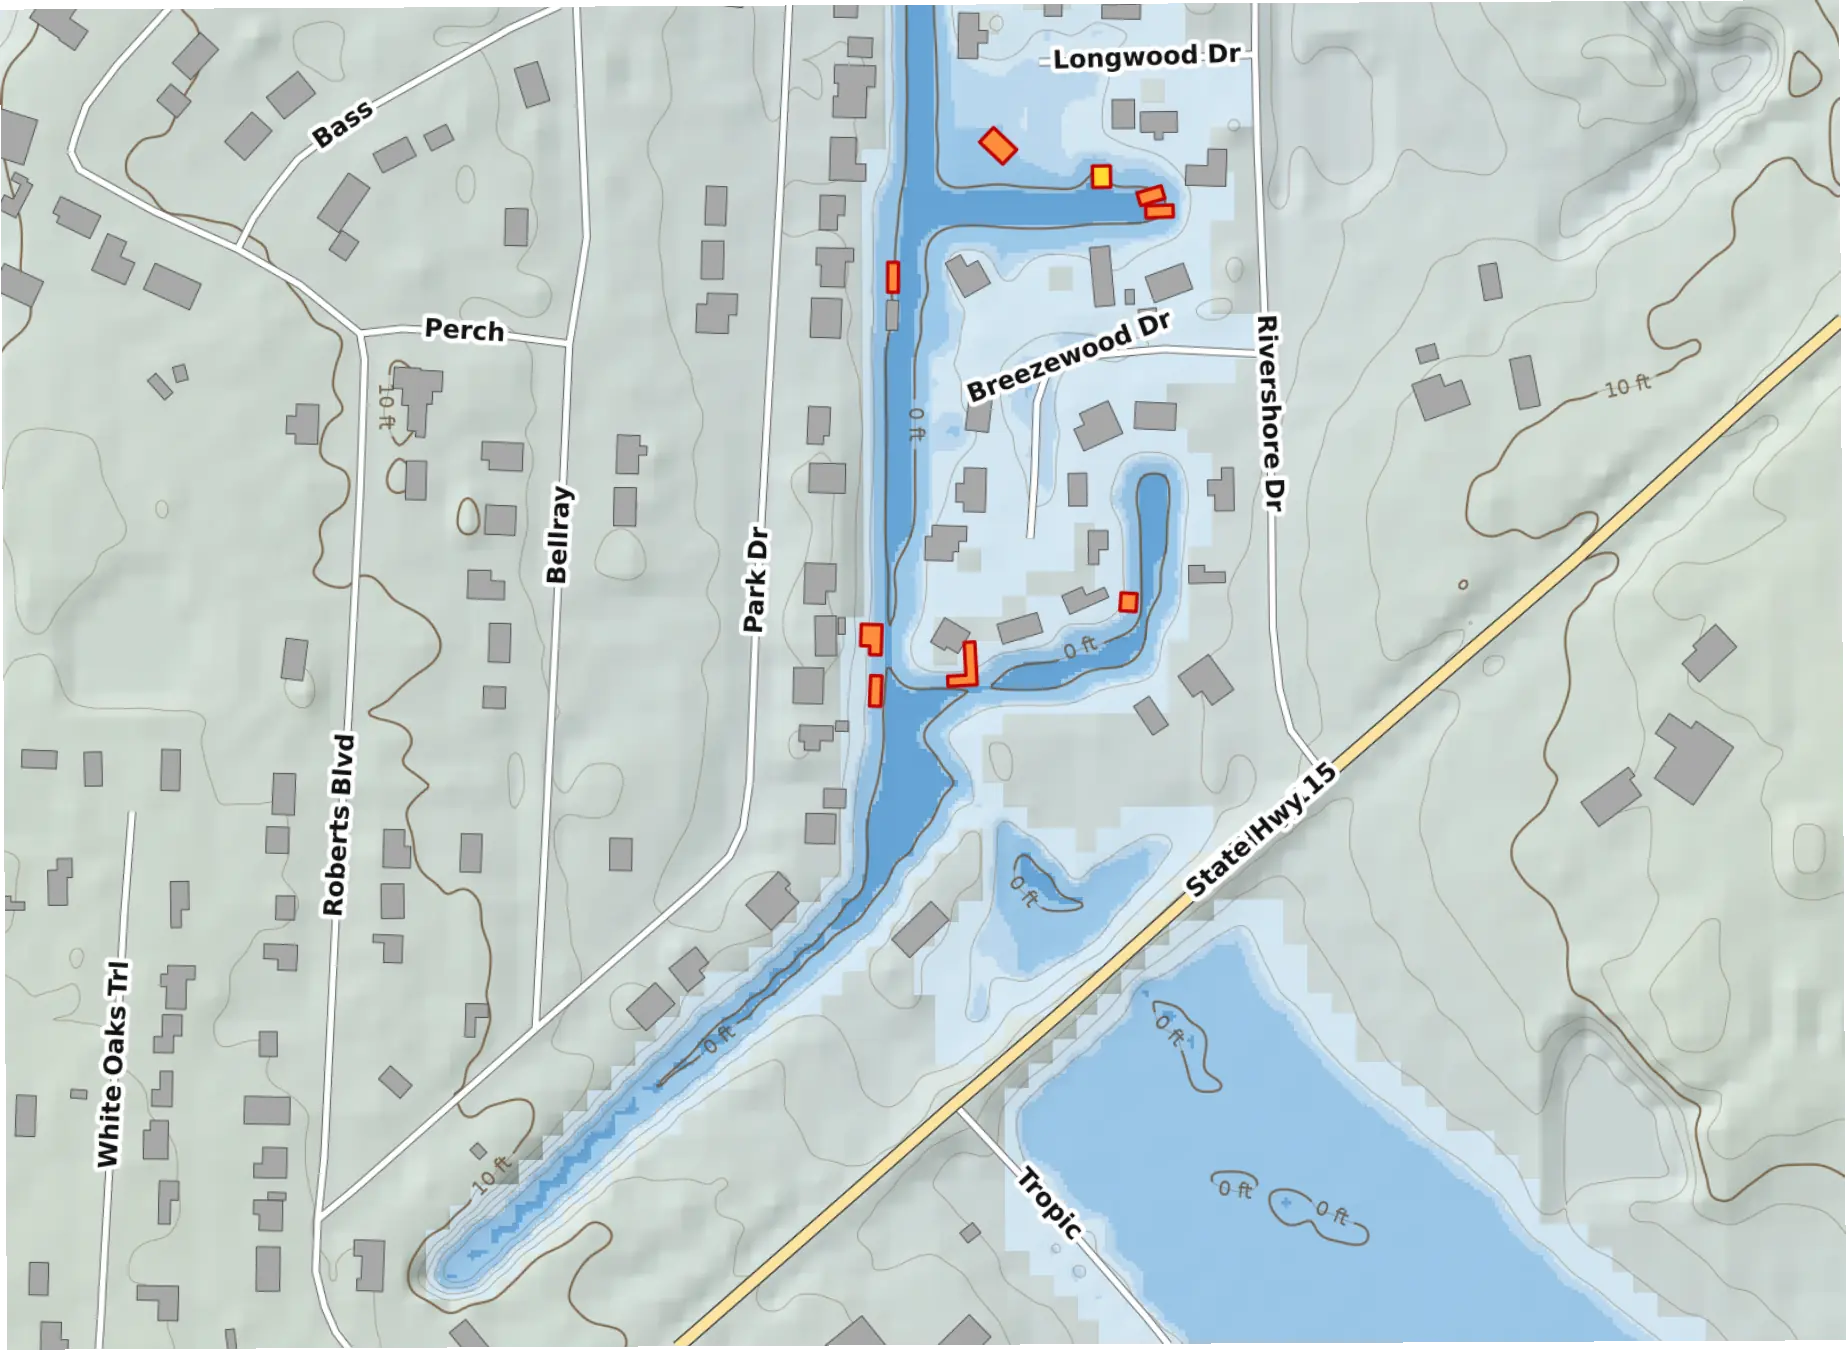 Longwood Dr
Bass
Perch
Breezewood Dr
Rivershore Dr
10 ft
10 ft
0 ft
Bellray
Park Dr
0 ft
Roberts Blvd
State Hwy 15
0 ft
White Oaks Trl
0 ft
0 ft
10 ft
Tropic
0 ft
0 ft